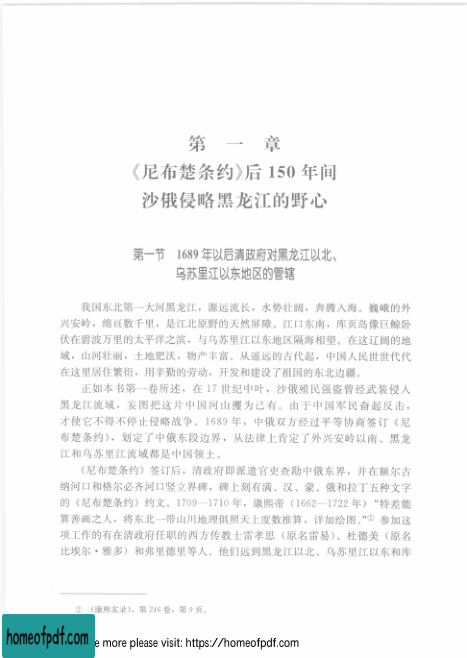 第一章
《尼布楚条约》后 150 年间
沙俄侵略黑龙江的野心
第一节 1689 年以后清政府对黑龙江以北、
乌苏里江以东地区的管辖
我国东北第一大河黑龙江，源远流长，水势壮阔，奔腾入海。巍峨的外
兴安岭，绵亘数千里，是江北原野的天然屏障。江口东南，库页岛像巨鲸卧
伏在碧波万里的太平洋之滨，与乌苏里江以东地区隔海相望。在这辽阔的地
域，山河壮丽，土地肥沃，物产丰富。从遥远的古代起，中国人民世世代代
在这里居住繁衍，用辛勤的劳动，开发和建设了祖国的东北边疆。
正如本书第一卷所述，在 17 世纪中叶，沙俄殖民强盗曾经武装侵入
黑龙江流域，妄图把这片中国河山攫为己有。由于中国军民奋起反击，
才使它不得不停止侵略战争。1689 年，中俄双方经过平等协商签订《尼
布楚条约》，划定了中俄东段边界，从法律上肯定了外兴安岭以南、黑龙
江和乌苏里江流域都是中国领土。
《尼布楚条约》签订后，清政府即派遣官吏查勘中俄东界，并在额尔古
纳河口和格尔必齐河口竖立界碑，碑上刻有满、汉、蒙、俄和拉丁五种文字
的《尼布楚条约》约文。1709—1710 年，康熙帝（1662—1722 年）“特差能
算善画之人，将东北一带山川地理俱照天上度数推算，详加绘图。”① 参加这
项工作的有在清政府任职的西方传教士雷孝思（原名雷易）、杜德美（原名
比埃尔·雅多）和弗里德里等人。他们远到黑龙江以北、乌苏里江以东和库
① 《康熙实录》，第 246 卷，第 9 页。
homeofpdf.com
e more please visit: https://homeofpdf.com